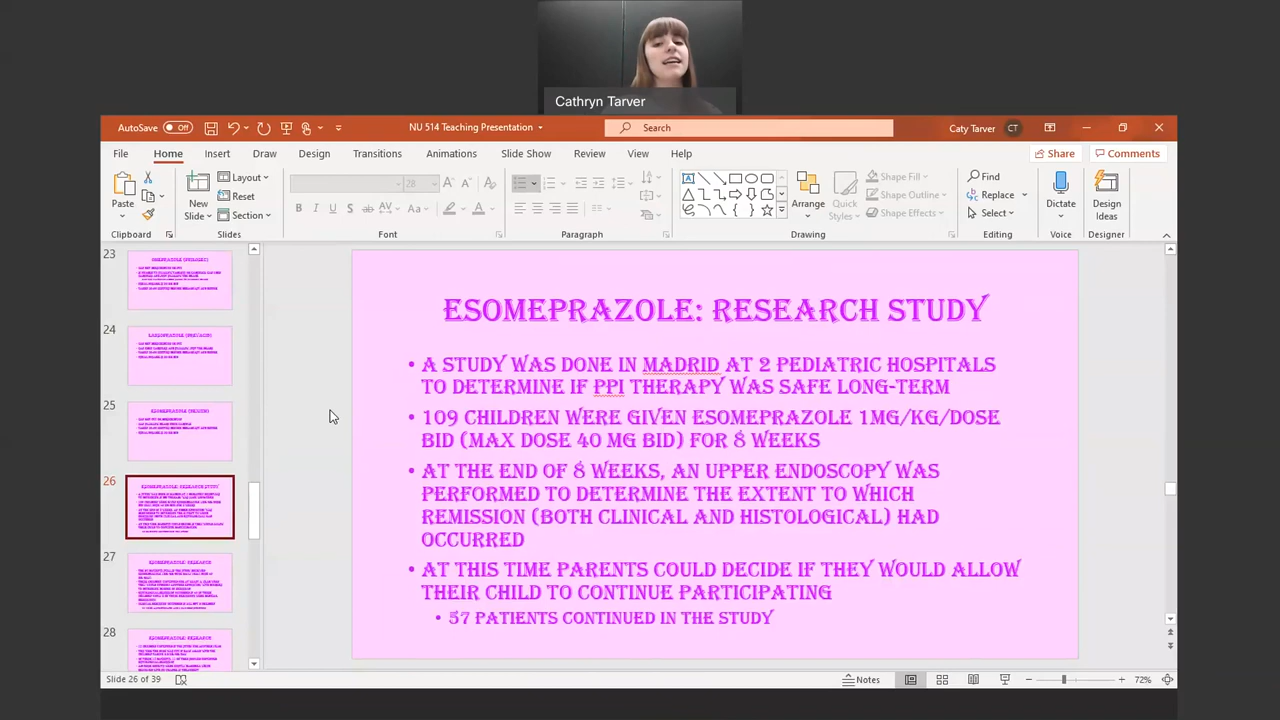 Cathryn Tarver
AutoSave Off NU 514 Teaching Presentation Search Caty Tarver CT
File Home Insert Draw Design Transitions Animations Slide Show Review View Help Share Comments
Paste New Slide Layout Reset Section 28 B I U S ab AV Aa A Arrange Quick Styles Shape Fill Shape Outline Shape Effects Find Replace Select Dictate Design Ideas
Clipboard Slides Font Paragraph Drawing Editing Voice Designer
23
24
25
26
27
28
ESOMEPRAZOLE: RESEARCH STUDY
• A STUDY WAS DONE IN MADRID AT 2 PEDIATRIC HOSPITALS
TO DETERMINE IF PPI THERAPY WAS SAFE LONG-TERM
• 109 CHILDREN WERE GIVEN ESOMEPRAZOLE 1MG/KG/DOSE
BID (MAX DOSE 40 MG BID) FOR 8 WEEKS
• AT THE END OF 8 WEEKS, AN UPPER ENDOSCOPY WAS
PERFORMED TO DETERMINE THE EXTENT TO WHICH
REMISSION (BOTH CLINICAL AND HISTOLOGICAL) HAD
OCCURRED
• AT THIS TIME PARENTS COULD DECIDE IF THEY WOULD ALLOW
THEIR CHILD TO CONTINUE PARTICIPATING
• 57 PATIENTS CONTINUED IN THE STUDY
Slide 26 of 39 Notes 72%